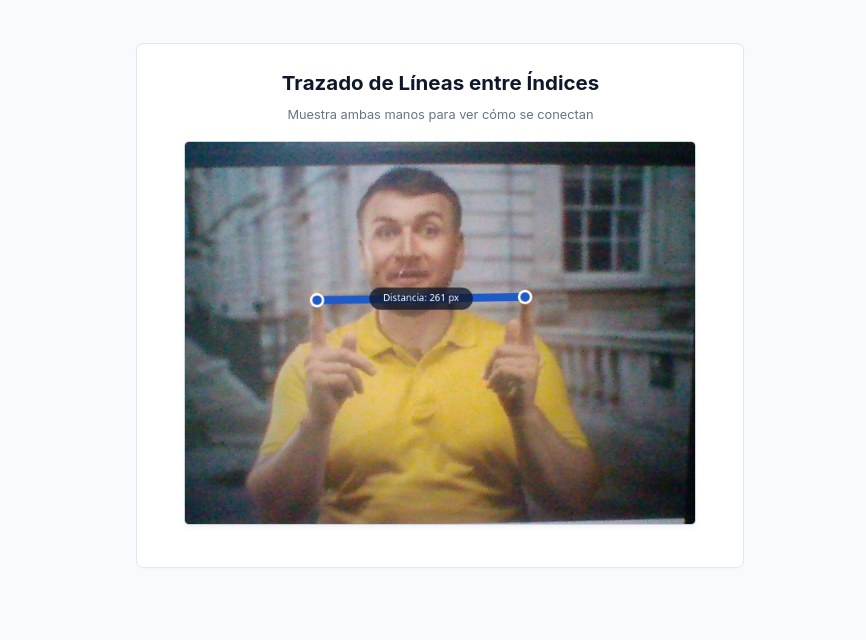 Trazado de Líneas entre Índices
Muestra ambas manos para ver cómo se conectan
Distancia: 261 px